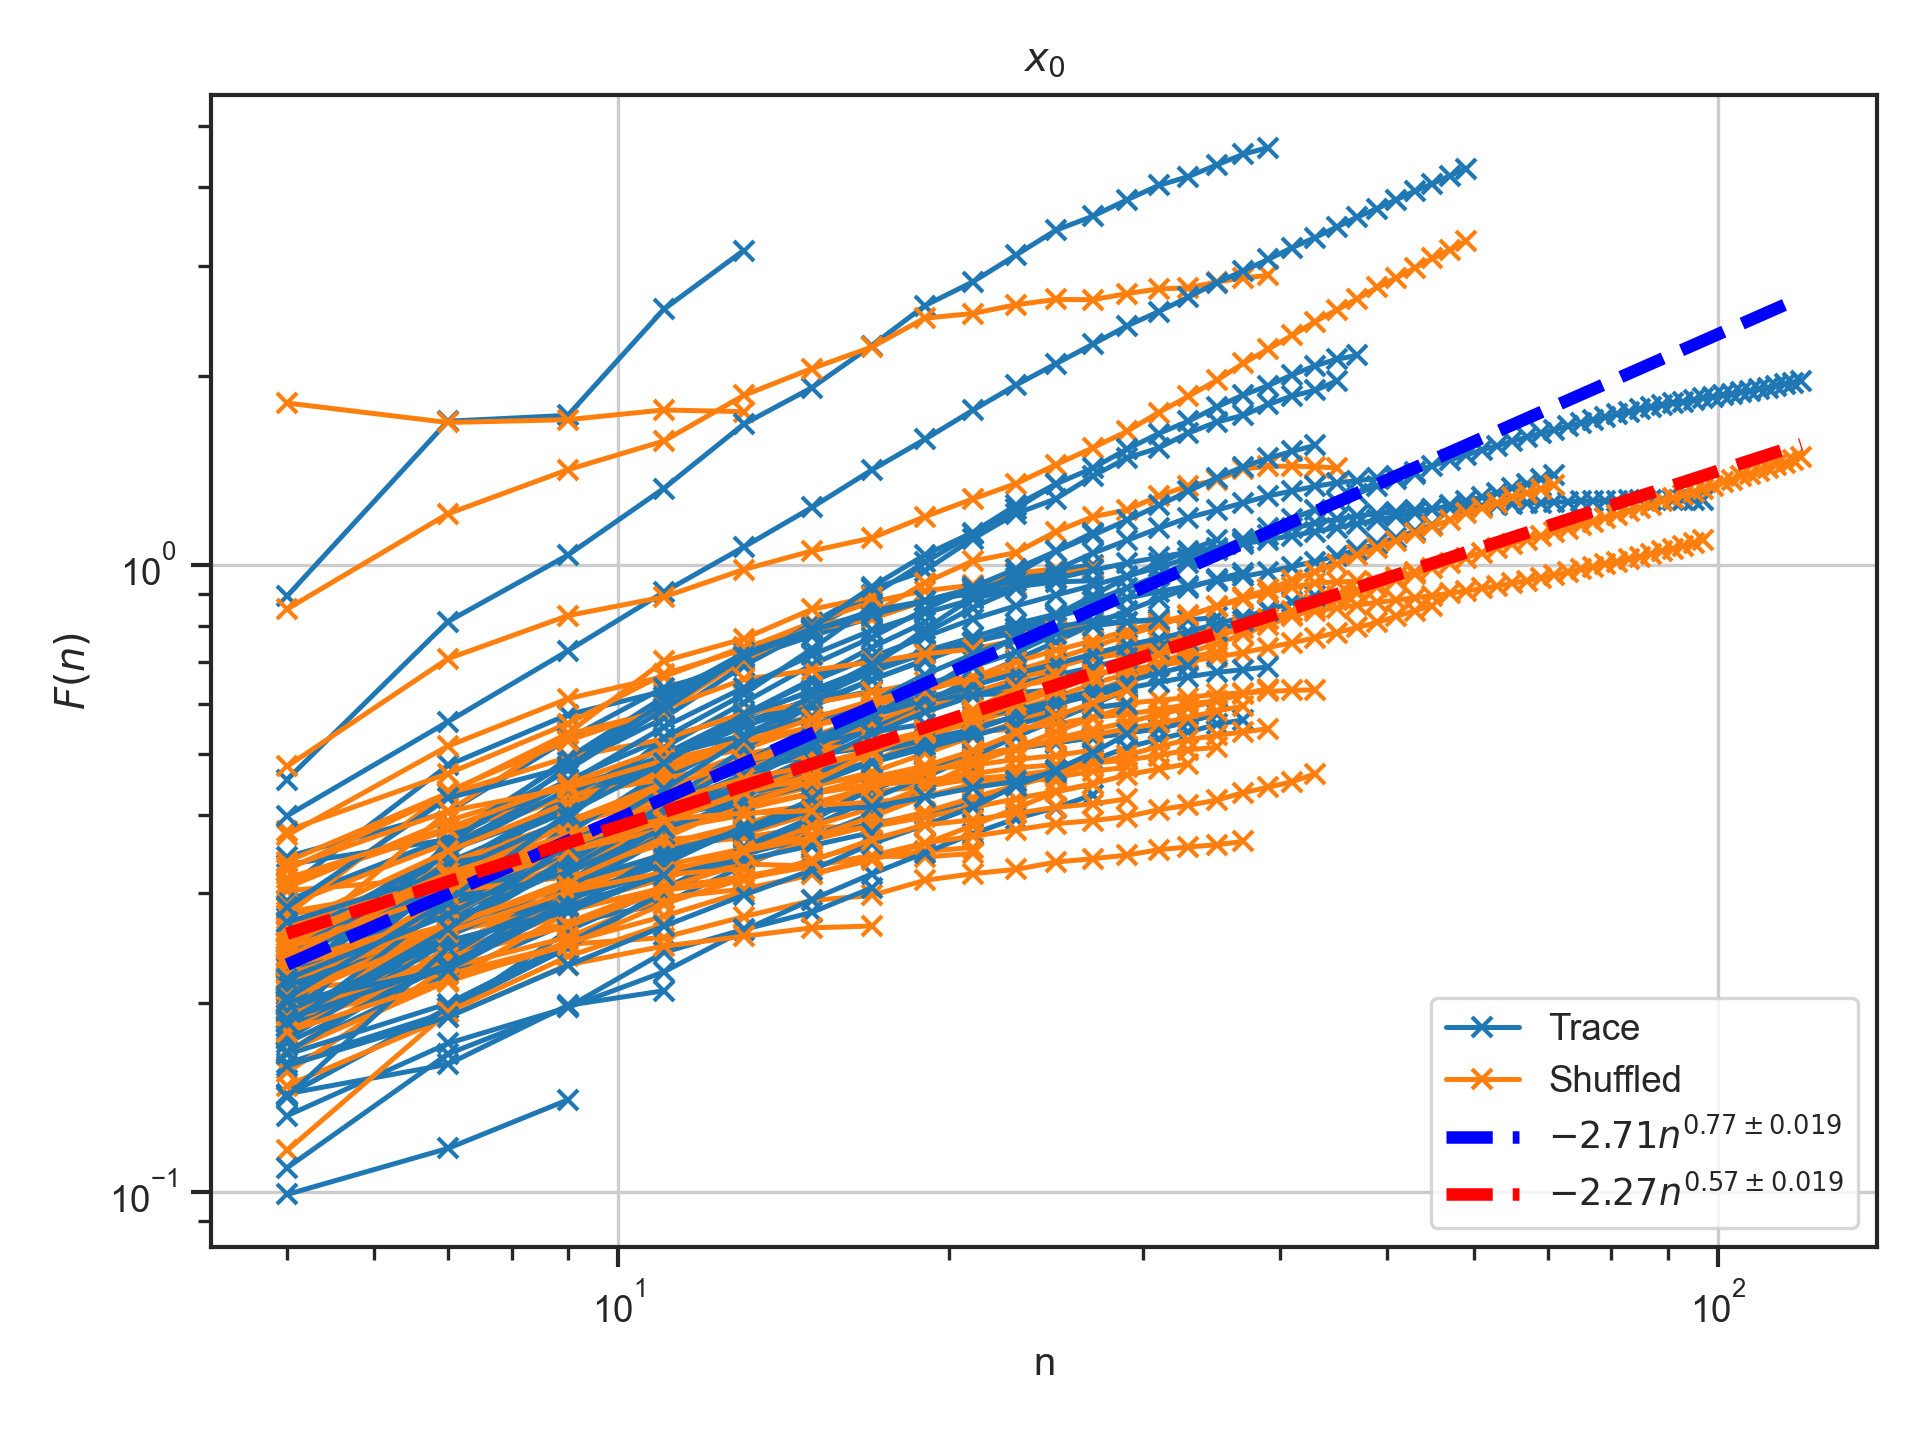 x₀
F(n)
10⁰
10⁻¹
10¹
10²
n
Trace
Shuffled
−2.71n^0.77±0.019
−2.27n^0.57±0.019